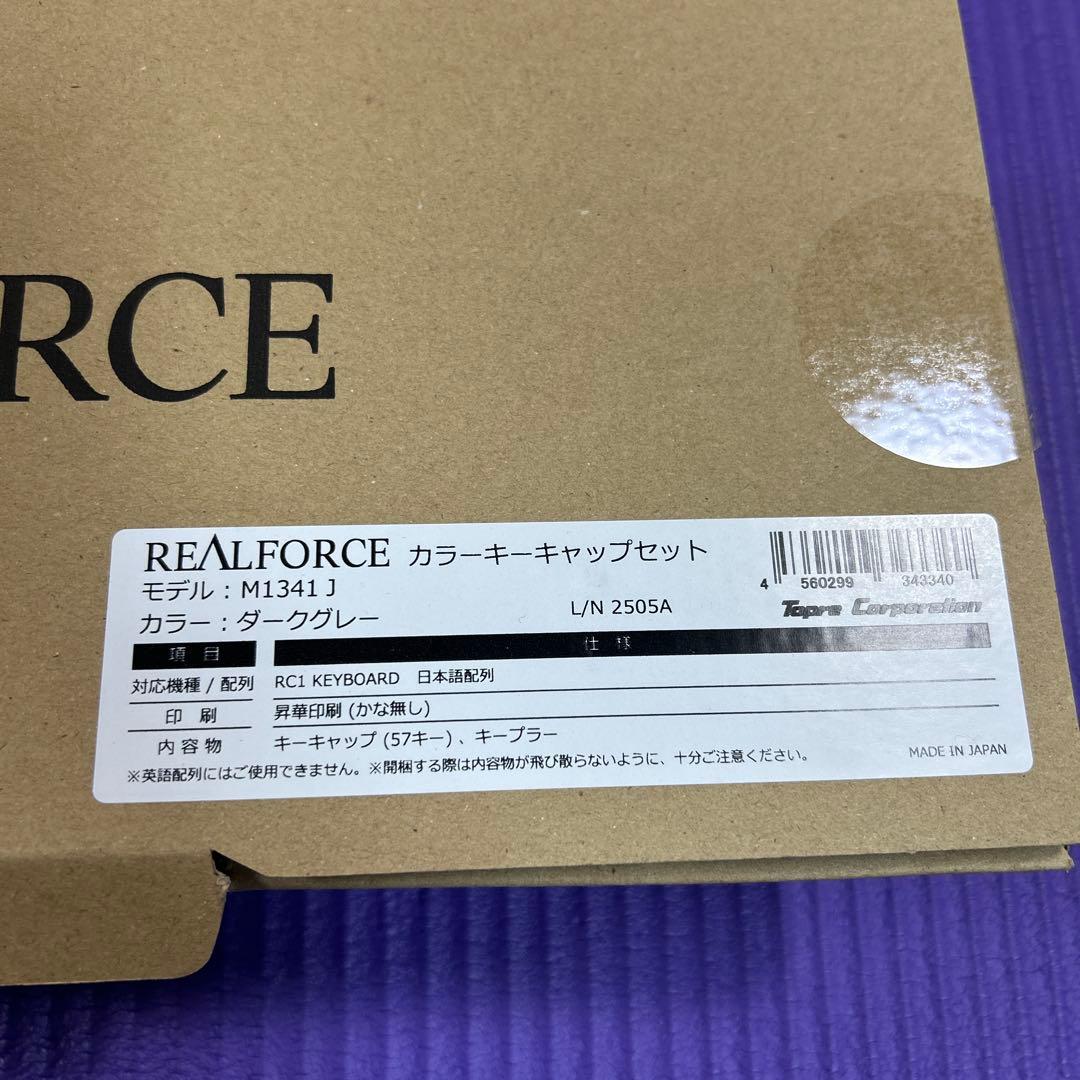 RCE
REALFORCE カラーキーキャップセット
モデル：M1341 J
カラー：ダークグレー
L/N 2505A
4 560299 343340
Topre Corporation
項 目 仕 様
対応機種 / 配列 RC1 KEYBOARD 日本語配列
印 刷 昇華印刷 (かな無し)
内 容 物 キーキャップ (57キー) 、キープラー
※英語配列にはご使用できません。※開梱する際は内容物が飛び散らないように、十分ご注意ください。
MADE IN JAPAN